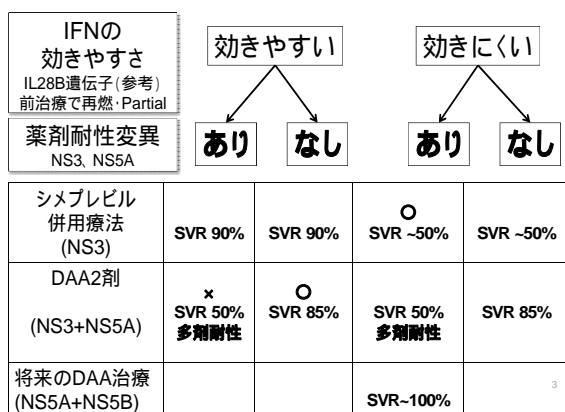 IFNの
効きやすさ
IL28B遺伝子(参考)
前治療で再燃・Partial
効きやすい
効きにくい
薬剤耐性変異
NS3、NS5A
あり
なし
あり
なし
シメプレビル
併用療法
(NS3)
SVR 90%
SVR 90%
○
SVR ~50%
SVR ~50%
DAA2剤
(NS3+NS5A)
×
SVR 50%
多剤耐性
○
SVR 85%
SVR 50%
多剤耐性
SVR 85%
将来のDAA治療
(NS5A+NS5B)
SVR~100%
3